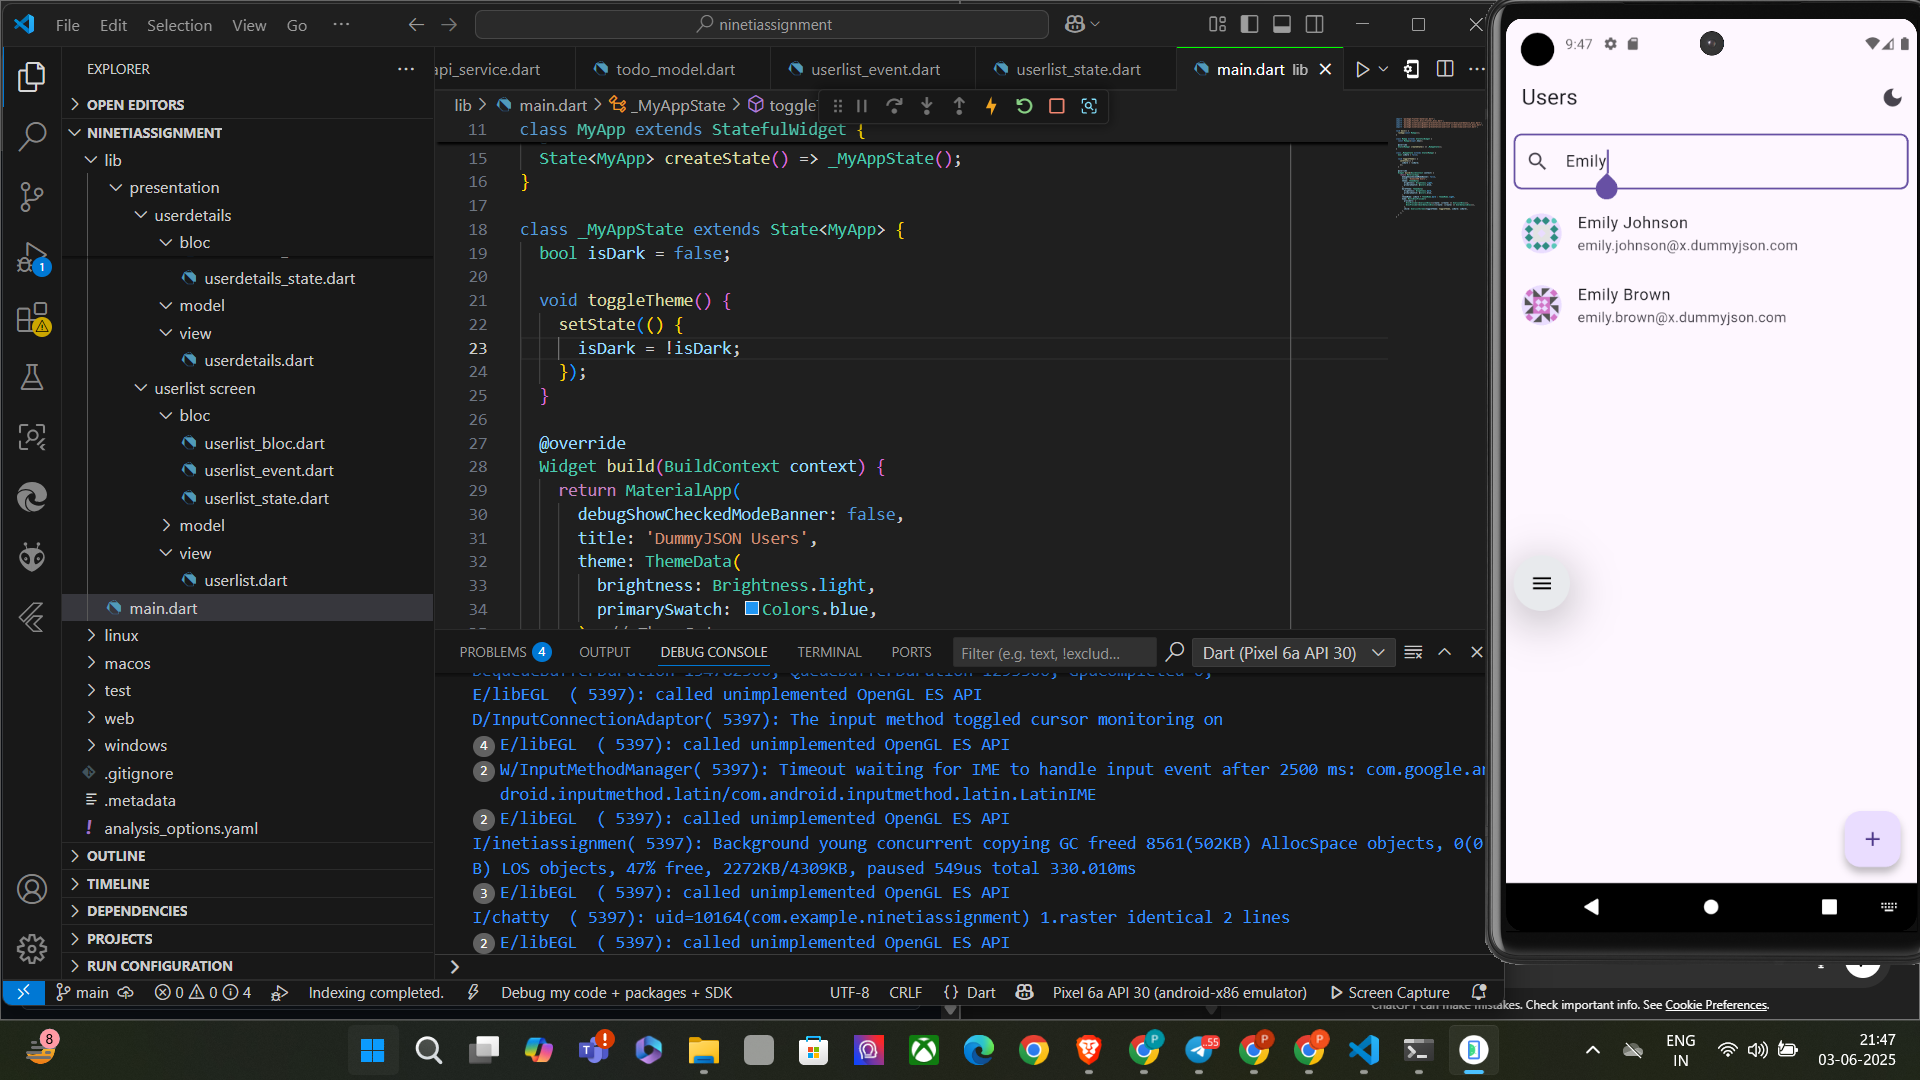 File Edit Selection View Go ··· ninetiassignment
EXPLORER
OPEN EDITORS
NINETIASSIGNMENT
lib
presentation
userdetails
bloc
userdetails_state.dart
model
view
userdetails.dart
userlist screen
bloc
userlist_bloc.dart
userlist_event.dart
userlist_state.dart
model
view
userlist.dart
main.dart
linux
macos
test
web
windows
.gitignore
.metadata
! analysis_options.yaml
OUTLINE
TIMELINE
DEPENDENCIES
PROJECTS
RUN CONFIGURATION
1
api_service.dart todo_model.dart userlist_event.dart userlist_state.dart main.dart lib
lib > main.dart > _MyAppState > toggle
11 class MyApp extends StatefulWidget {
15 State<MyApp> createState() => _MyAppState();
16 }
17
18 class _MyAppState extends State<MyApp> {
19 bool isDark = false;
20
21 void toggleTheme() {
22 setState(() {
23 isDark = !isDark;
24 });
25 }
26
27 @override
28 Widget build(BuildContext context) {
29 return MaterialApp(
30 debugShowCheckedModeBanner: false,
31 title: 'DummyJSON Users',
32 theme: ThemeData(
33 brightness: Brightness.light,
34 primarySwatch: Colors.blue,
PROBLEMS 4 OUTPUT DEBUG CONSOLE TERMINAL PORTS Filter (e.g. text, !exclud... Dart (Pixel 6a API 30)
E/libEGL ( 5397): called unimplemented OpenGL ES API
D/InputConnectionAdaptor( 5397): The input method toggled cursor monitoring on
4 E/libEGL ( 5397): called unimplemented OpenGL ES API
2 W/InputMethodManager( 5397): Timeout waiting for IME to handle input event after 2500 ms: com.google.an
droid.inputmethod.latin/com.android.inputmethod.latin.LatinIME
2 E/libEGL ( 5397): called unimplemented OpenGL ES API
I/inetiassignmen( 5397): Background young concurrent copying GC freed 8561(502KB) AllocSpace objects, 0(0
B) LOS objects, 47% free, 2272KB/4309KB, paused 549us total 330.010ms
3 E/libEGL ( 5397): called unimplemented OpenGL ES API
I/chatty ( 5397): uid=10164(com.example.ninetiassignment) 1.raster identical 2 lines
2 E/libEGL ( 5397): called unimplemented OpenGL ES API
>
main 0 0 4 Indexing completed. Debug my code + packages + SDK UTF-8 CRLF {} Dart Pixel 6a API 30 (android-x86 emulator) Screen Capture
9:47
Users
Emily
Emily Johnson
emily.johnson@x.dummyjson.com
Emily Brown
emily.brown@x.dummyjson.com
+
ChatGPT can make mistakes. Check important info. See Cookie Preferences.
8
.55
P
P
P
ENG
IN
21:47
03-06-2025